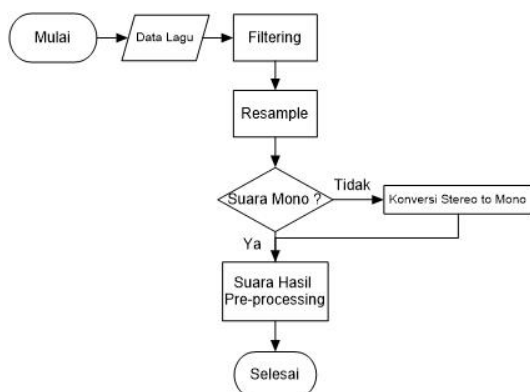 Mulai
Data Lagu
Filtering
Resample
Suara Mono ?
Tidak
Konversi Stereo to Mono
Ya
Suara Hasil
Pre-processing
Selesai